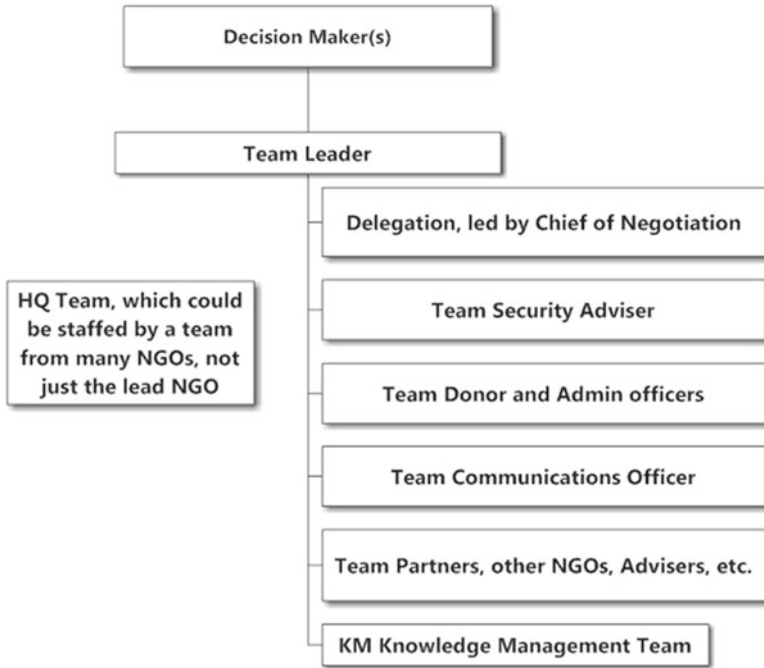 Decision Maker(s)
Team Leader
Delegation, led by Chief of Negotiation
HQ Team, which could
be staffed by a team
from many NGOs, not
just the lead NGO
Team Security Adviser
Team Donor and Admin officers
Team Communications Officer
Team Partners, other NGOs, Advisers, etc.
KM Knowledge Management Team